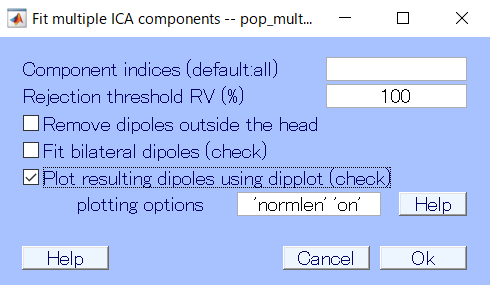 Fit multiple ICA components -- pop_mult...
Component indices (default:all)
Rejection threshold RV (%) 100
Remove dipoles outside the head
Fit bilateral dipoles (check)
Plot resulting dipoles using dipplot (check)
plotting options 'normlen' 'on' Help
Help Cancel Ok